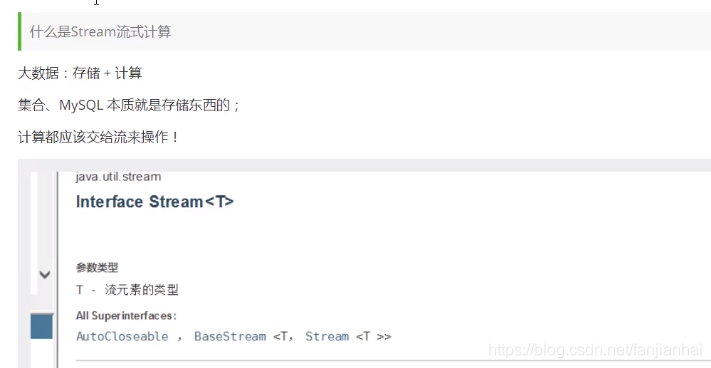 什么是Stream流式计算
大数据：存储 + 计算
集合、MySQL 本质就是存储东西的；
计算都应该交给流来操作！
java.util.stream
Interface Stream<T>
参数类型
T - 流元素的类型
All Superinterfaces:
AutoCloseable ， BaseStream <T， Stream <T >>
https://blog.csdn.net/fanjianhai